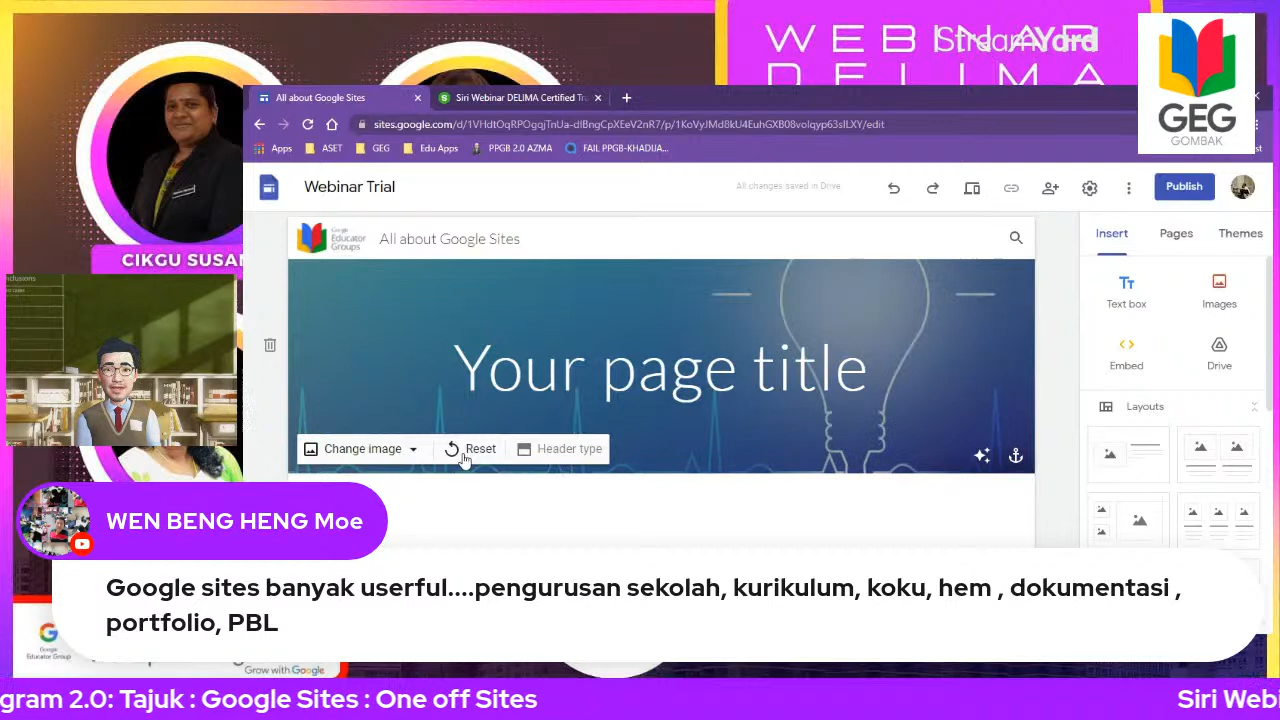 WEBINAR
StreamYard
DELIMA
GEG
GOMBAK
All about Google Sites
Siri Webinar DELIMA Certified Tr
sites.google.com/d/1VHdtOqRPOgqjTnUa-dIBngCpXEeV2nR7/p/1KoVyJMd8kU4EuhGXB08volqyp63sILXY/edit
Apps
ASET
GEG
Edu Apps
PPGB 2.0 AZMA
FAIL PPGB-KHADIJA...
Webinar Trial
All changes saved in Drive
Publish
Google
Educator
Groups
All about Google Sites
Insert
Pages
Themes
Text box
Images
Embed
Drive
Layouts
Your page title
Change image
Reset
Header type
CIKGU SUSAN
WEN BENG HENG Moe
Google sites banyak userful....pengurusan sekolah, kurikulum, koku, hem , dokumentasi ,
portfolio, PBL
Google
Educator Group
Grow with Google
gram 2.0: Tajuk : Google Sites : One off Sites
Siri Webi